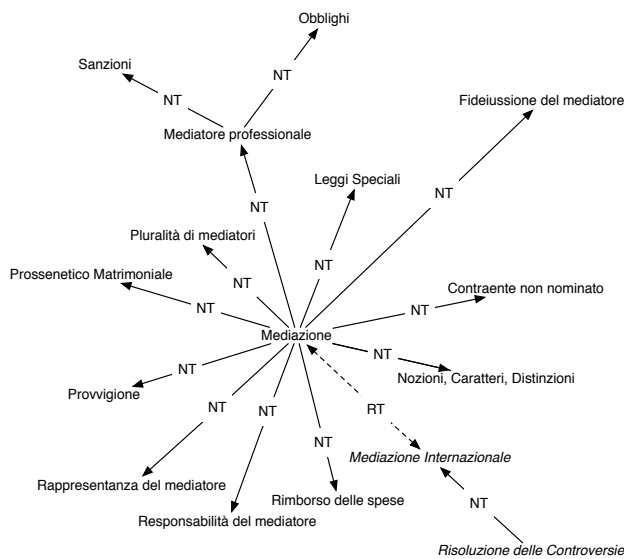 Obblighi
Sanzioni
NT
NT
Fideiussione del mediatore
Mediatore professionale
Leggi Speciali
NT
NT
Pluralità di mediatori
NT
Prossenetico Matrimoniale
NT
Contraente non nominato
NT
NT
Mediazione
NT
NT
Nozioni, Caratteri, Distinzioni
Provvigione
NT
NT
RT
NT
Mediazione Internazionale
Rappresentanza del mediatore
Rimborso delle spese
NT
Responsabilità del mediatore
Risoluzione delle Controversie